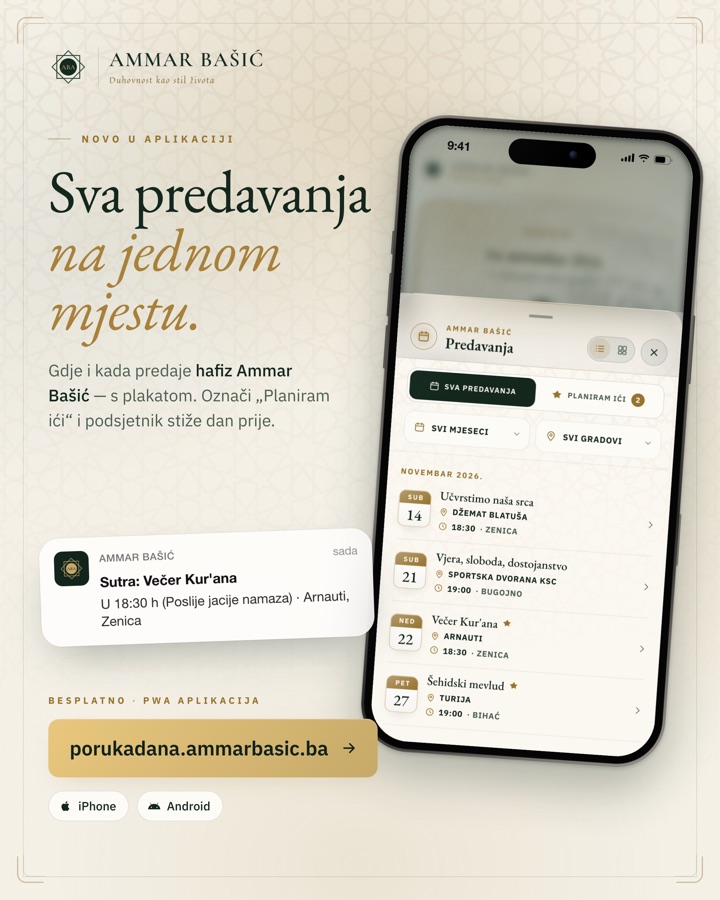 AMMAR BAŠIĆ
Duhovnost kao stil života
NOVO U APLIKACIJI
Sva predavanja
na jednom
mjestu.
Gdje i kada predaje hafiz Ammar
Bašić — s plakatom. Označi „Planiram
ići“ i podsjetnik stiže dan prije.
AMMAR BAŠIĆ
sada
Sutra: Večer Kur'ana
U 18:30 h (Poslije jacije namaza) · Arnauti,
Zenica
BESPLATNO · PWA APLIKACIJA
porukadana.ammarbasic.ba →
iPhone
Android
9:41
AMMAR BAŠIĆ
Predavanja
SVA PREDAVANJA
PLANIRAM IĆI 2
SVI MJESECI
SVI GRADOVI
NOVEMBAR 2026.
SUB
14
Učvrstimo naša srca
DŽEMAT BLATUŠA
18:30 · ZENICA
SUB
21
Vjera, sloboda, dostojanstvo
SPORTSKA DVORANA KSC
19:00 · BUGOJNO
NED
22
Večer Kur'ana ★
ARNAUTI
18:30 · ZENICA
PET
27
Šehidski mevlud ★
TURIJA
19:00 · BIHAĆ